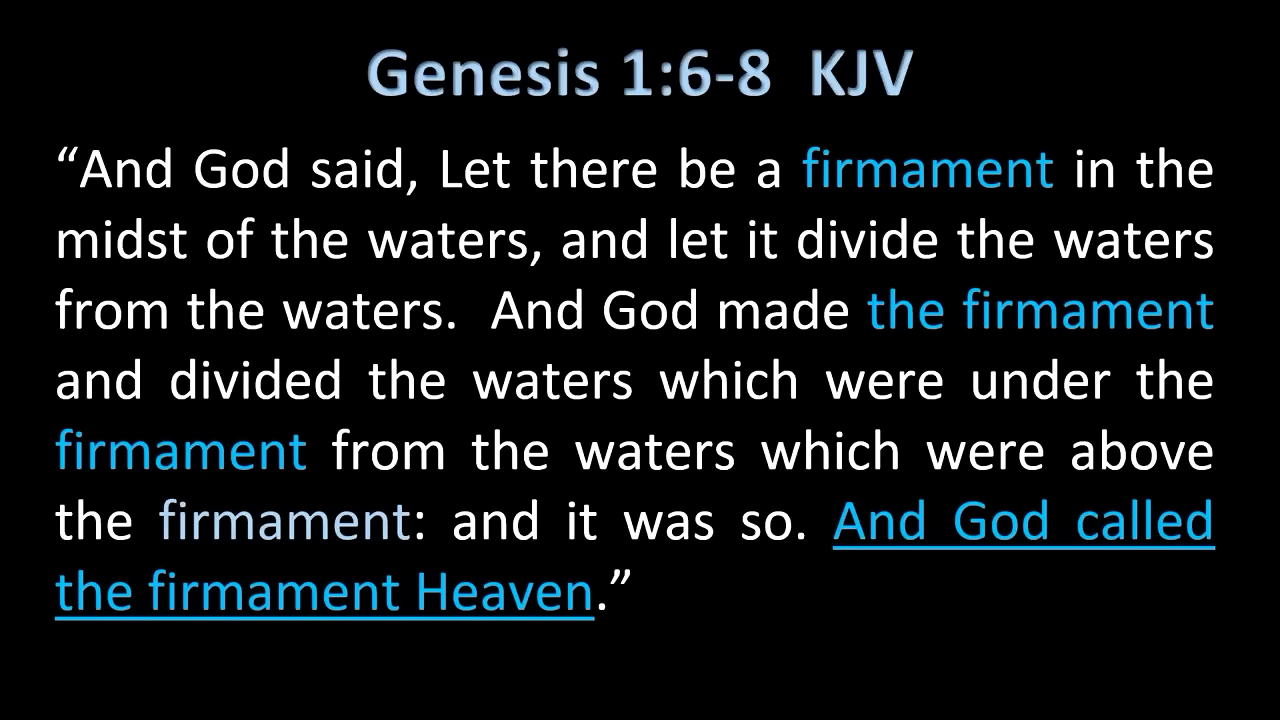 Genesis 1:6-8  KJV
“And God said, Let there be a firmament in the
midst of the waters, and let it divide the waters
from the waters.  And God made the firmament
and divided the waters which were under the
firmament from the waters which were above
the firmament: and it was so. And God called
the firmament Heaven.”